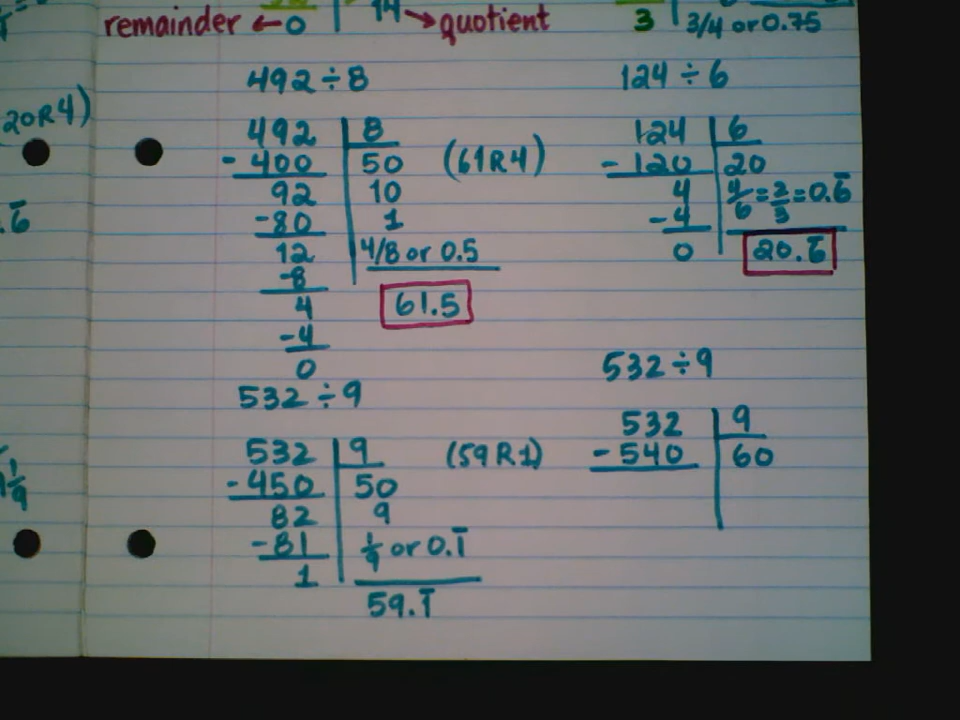 remainder ← 0 14 → quotient
3 3/4 or 0.75
20R4)
.6̅
1/9
492 ÷ 8
492 8
- 400 50 (61R4)
92 10
-80 1
12 4/8 or 0.5
-8
4 61.5
-4
0
124 ÷ 6
124 6
- 120 20
4 4/6 = 2/3 = 0.6̅
-4
0 20.6̅
532 ÷ 9
532 9 (59 R1)
- 450 50
82 9
-81 1/9 or 0.1̅
1
59.1̅
532 ÷ 9
532 9
- 540 60